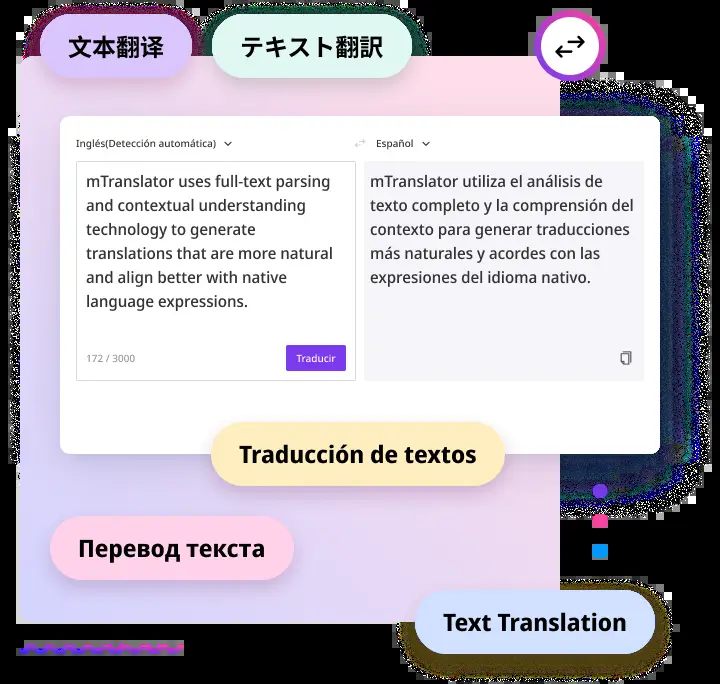 文本翻译
テキスト翻訳
Inglés(Detección automática)
Español
mTranslator uses full-text parsing
and contextual understanding
technology to generate
translations that are more natural
and align better with native
language expressions.
172 / 3000
Traducir
mTranslator utiliza el análisis de
texto completo y la comprensión del
contexto para generar traducciones
más naturales y acordes con las
expresiones del idioma nativo.
Traducción de textos
Перевод текста
Text Translation